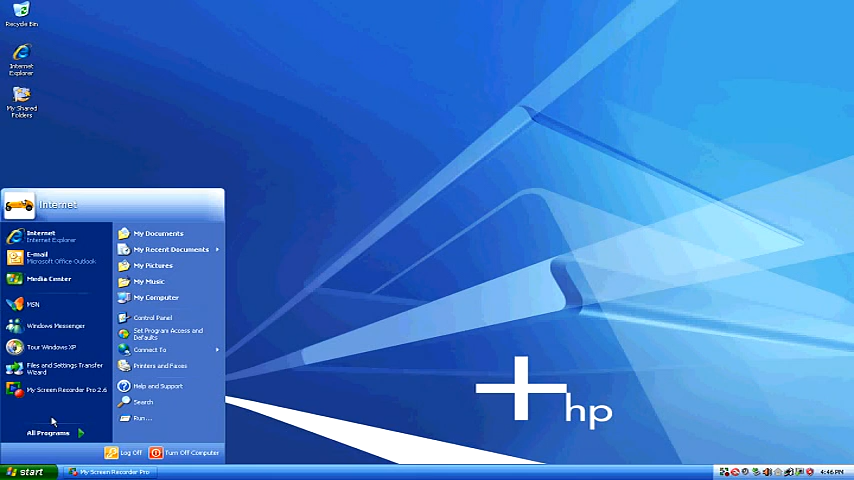 Recycle Bin
Internet
Explorer
My Shared
Folders
Internet
Internet
Internet Explorer
E-mail
Microsoft Office Outlook
Media Center
MSN
Windows Messenger
Tour Windows XP
Files and Settings Transfer
Wizard
My Screen Recorder Pro 2.6
All Programs
My Documents
My Recent Documents
My Pictures
My Music
My Computer
Control Panel
Set Program Access and
Defaults
Connect To
Printers and Faxes
Help and Support
Search
Run...
Log Off
Turn Off Computer
hp
start
My Screen Recorder Pro
4:46 PM